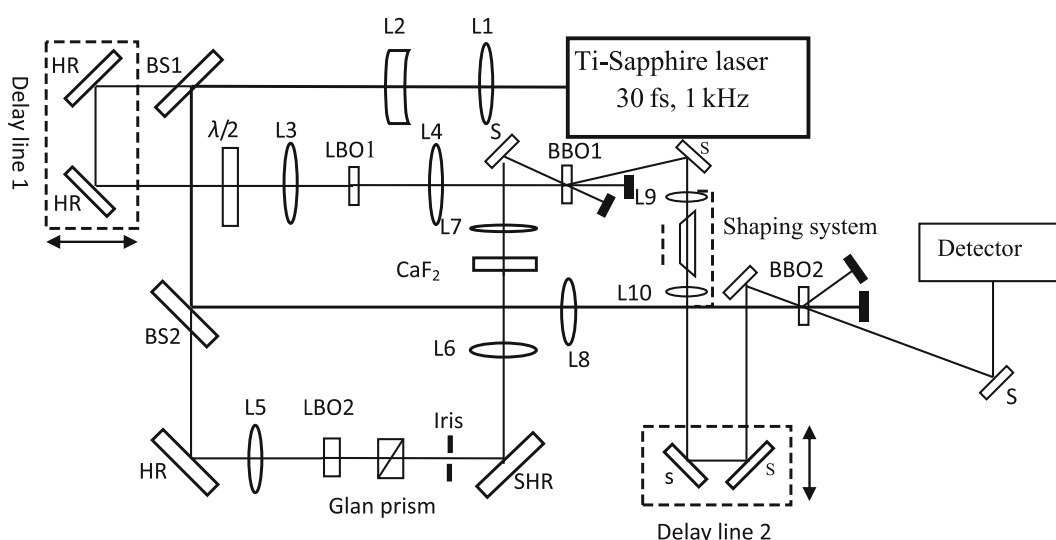 L2
L1
Ti-Sapphire laser
30 fs, 1 kHz
HR
BS1
Delay line 1
λ/2
L3
LBO1
L4
S
BBO1
S
HR
L9
L7
Shaping system
Detector
CaF2
L10
BBO2
BS2
L6
L8
S
L5
LBO2
Iris
HR
Glan prism
SHR
s
S
Delay line 2